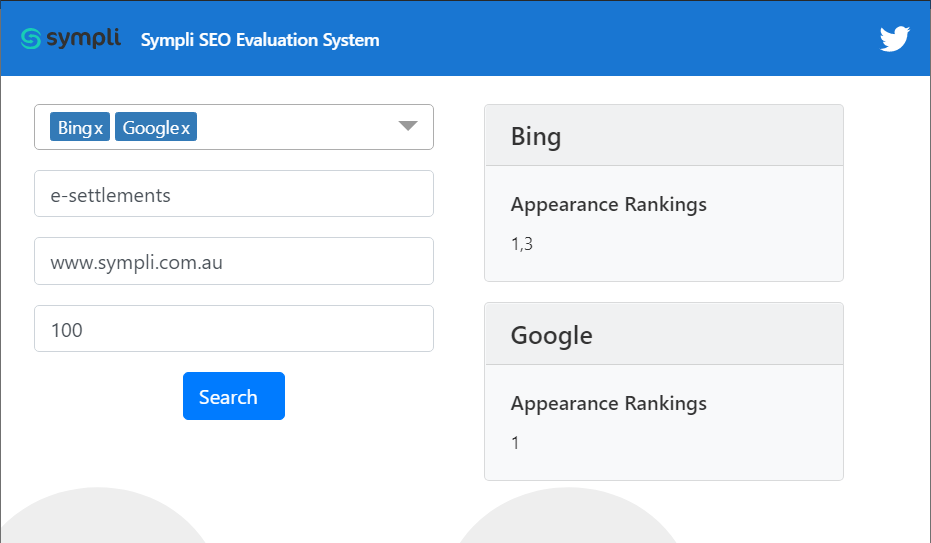 sympli Sympli SEO Evaluation System
Bing x Google x
e-settlements
www.sympli.com.au
100
Search
Bing
Appearance Rankings
1,3
Google
Appearance Rankings
1